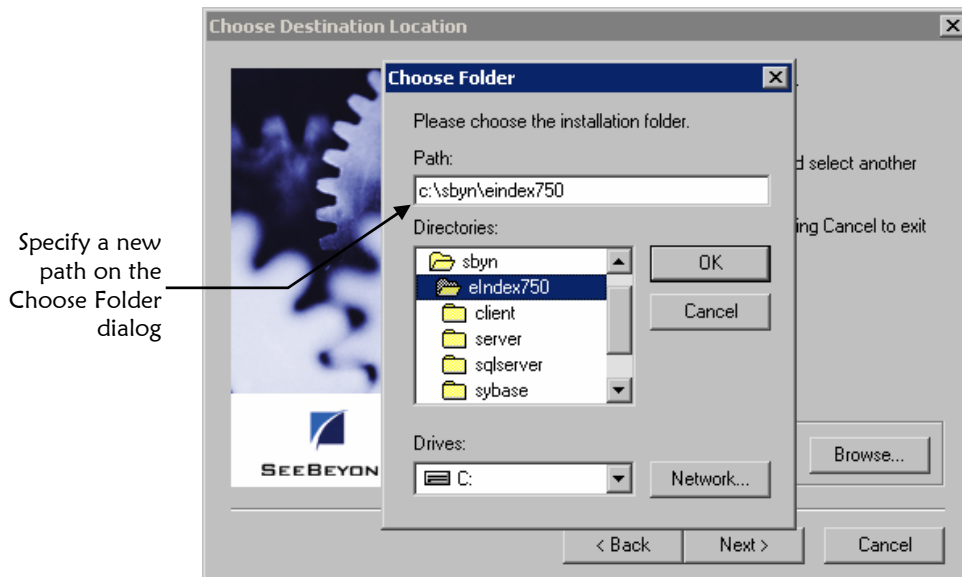 Choose Destination Location
Choose Folder
Please choose the installation folder.
Path:
d select another
c:\sbyn\eindex750
Directories:
ing Cancel to exit
Specify a new
path on the
Choose Folder
dialog
sbyn
OK
eIndex750
client
Cancel
server
sqlserver
sybase
Drives:
Browse...
SEEBEYON
C:
Network...
< Back
Next >
Cancel